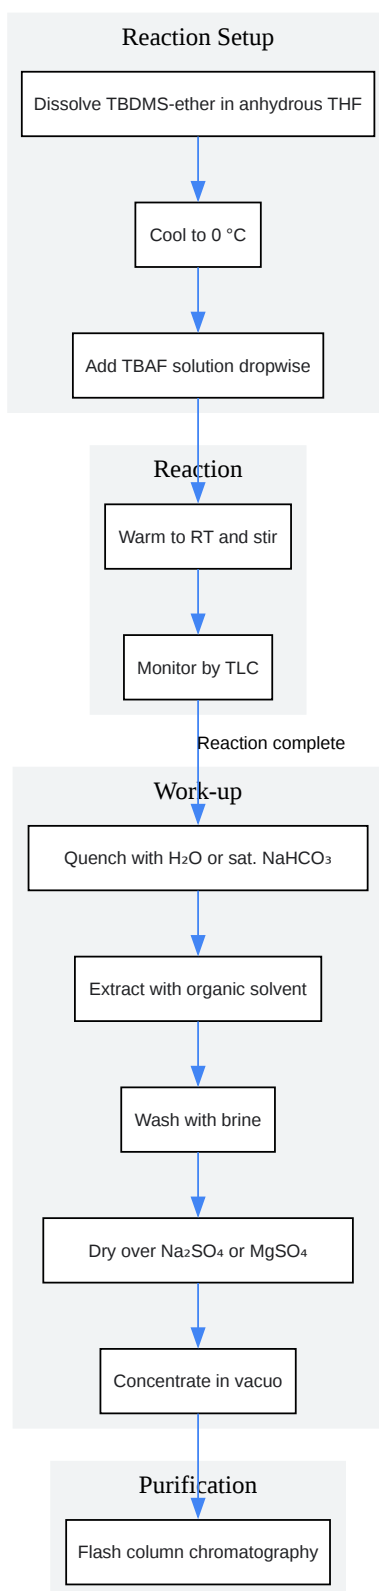 Reaction Setup
Dissolve TBDMS-ether in anhydrous THF
Cool to 0 °C
Add TBAF solution dropwise
Reaction
Warm to RT and stir
Monitor by TLC
Reaction complete
Work-up
Quench with H₂O or sat. NaHCO₃
Extract with organic solvent
Wash with brine
Dry over Na₂SO₄ or MgSO₄
Concentrate in vacuo
Purification
Flash column chromatography